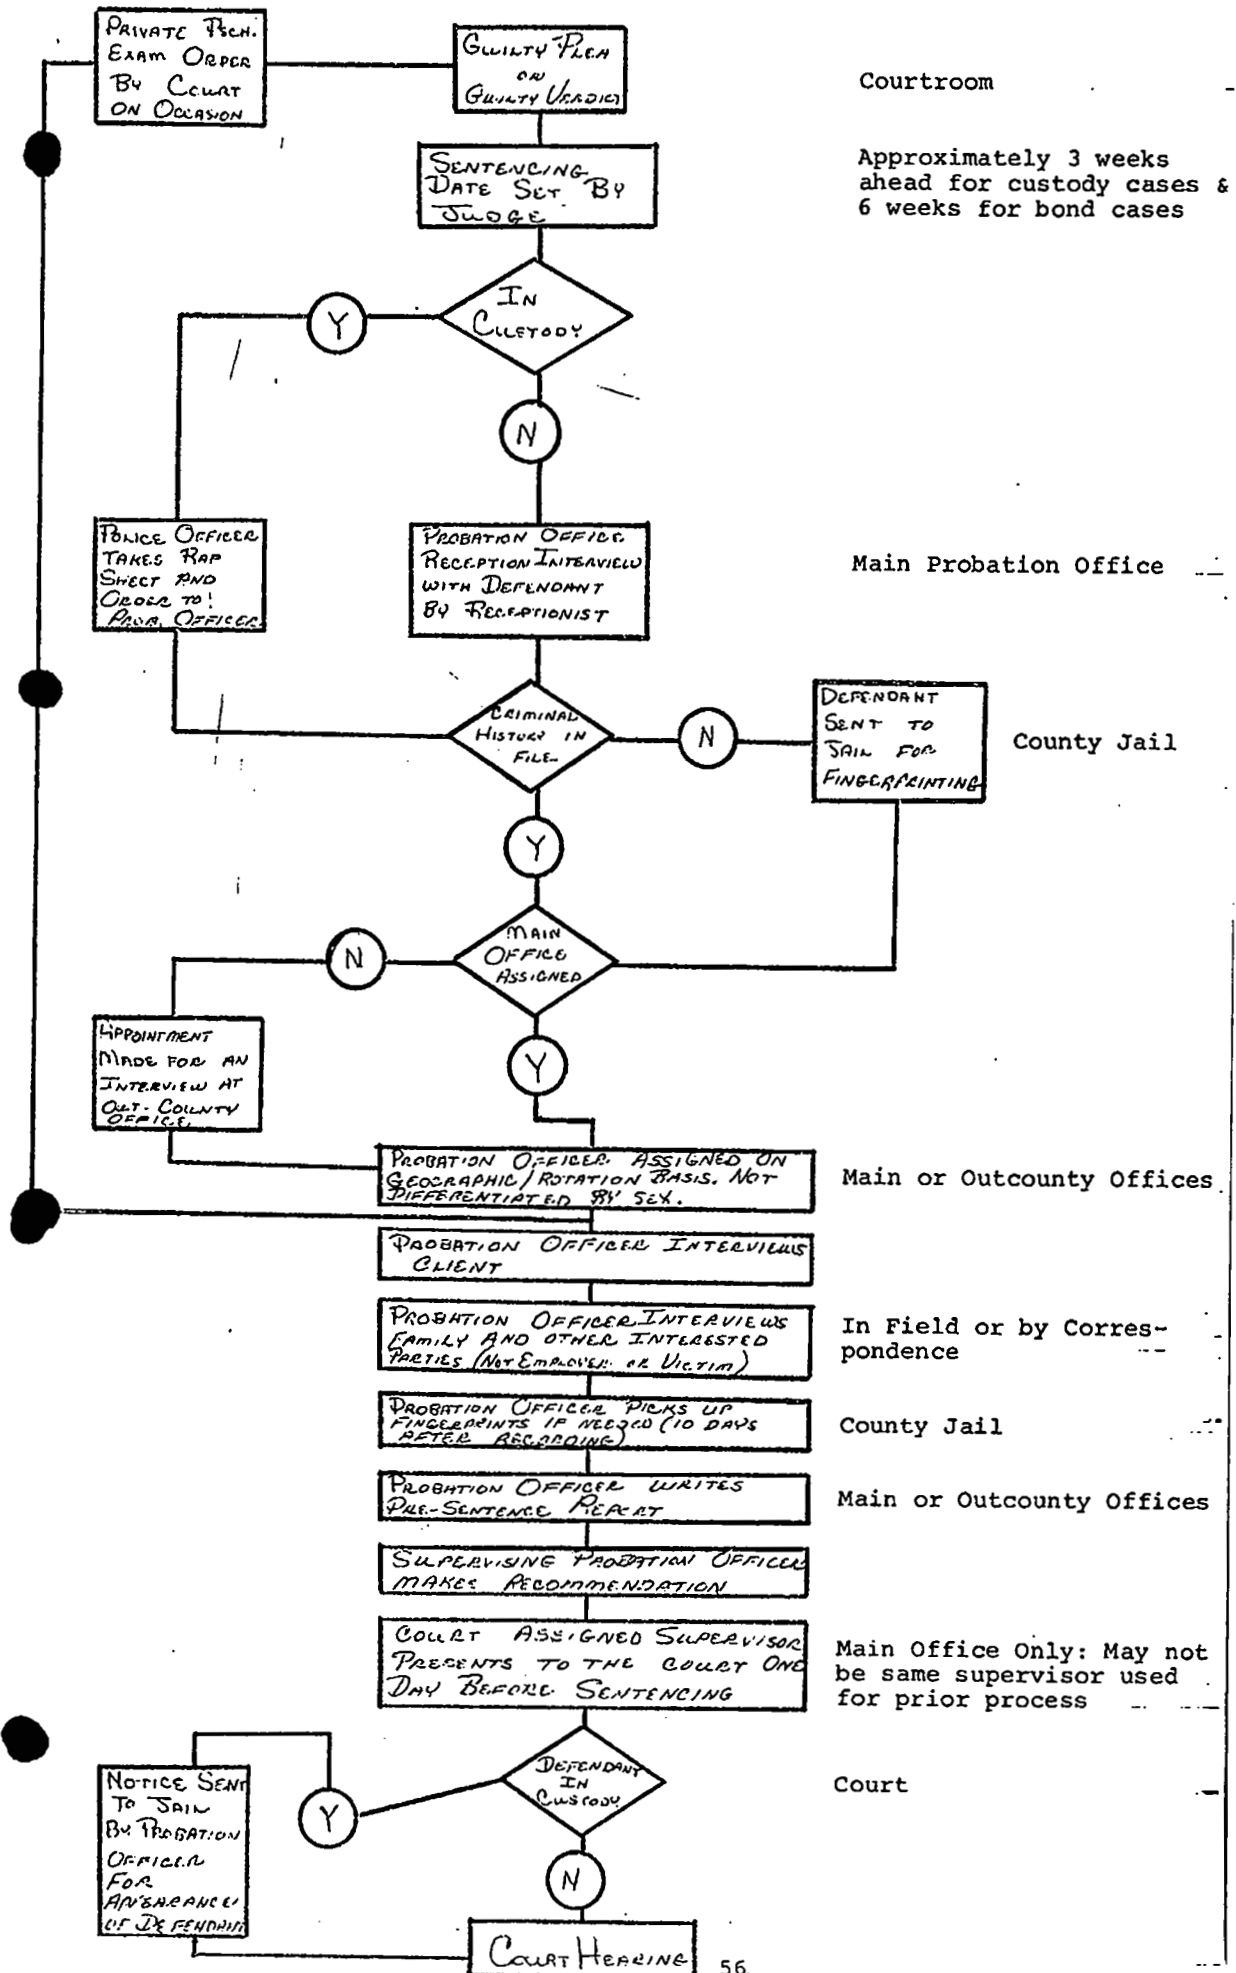 PRIVATE PSCH.
EXAM ORDER
BY COURT
ON OCCASION
GUILTY PLEA
OR
GUILTY VERDICT
Courtroom
SENTENCING
DATE SET BY
JUDGE
Approximately 3 weeks
ahead for custody cases &
6 weeks for bond cases
IN
CUSTODY
Y
N
POLICE OFFICER
TAKES RAP
SHEET AND
ORDER TO
PROB. OFFICER
PROBATION OFFICE
RECEPTION INTERVIEW
WITH DEFENDANT
BY RECEPTIONIST
Main Probation Office
CRIMINAL
HISTORY IN
FILE
N
DEFENDANT
SENT TO
JAIL FOR
FINGERPRINTING
County Jail
Y
MAIN
OFFICE
ASSIGNED
N
Y
APPOINTMENT
MADE FOR AN
INTERVIEW AT
OUT-COUNTY
OFFICE
PROBATION OFFICER ASSIGNED ON
GEOGRAPHIC/ROTATION BASIS. NOT
DIFFERENTIATED BY SEX.
Main or Outcounty Offices
PROBATION OFFICER INTERVIEWS
CLIENT
PROBATION OFFICER INTERVIEWS
FAMILY AND OTHER INTERESTED
PARTIES (NOT EMPLOYER OR VICTIM)
In Field or by Corres-
pondence
PROBATION OFFICER PICKS UP
FINGERPRINTS IF NEEDED (10 DAYS
AFTER RECORDING)
County Jail
PROBATION OFFICER WRITES
PRE-SENTENCE REPORT
Main or Outcounty Offices
SUPERVISING PROBATION OFFICER
MAKES RECOMMENDATION
COURT ASSIGNED SUPERVISOR
PRESENTS TO THE COURT ONE
DAY BEFORE SENTENCING
Main Office Only: May not
be same supervisor used
for prior process
DEFENDANT
IN
CUSTODY
Court
Y
N
NOTICE SENT
TO JAIL
BY PROBATION
OFFICER
FOR
APPEARANCE
OF DEFENDANT
COURT HEARING
56